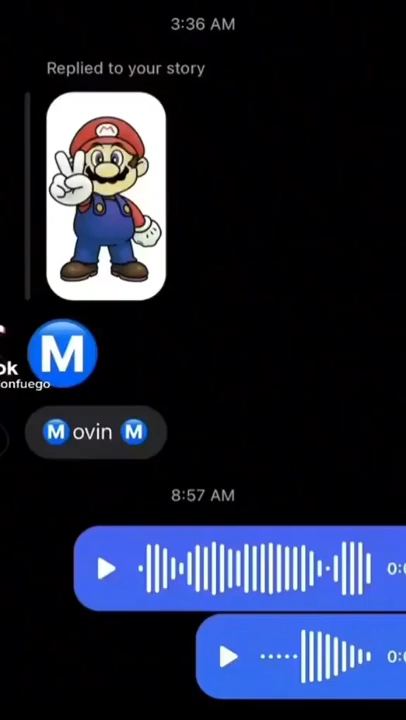 3:36 AM
Replied to your story
M
Ⓜ️
ok
onfuego
Ⓜ️ovin Ⓜ️
8:57 AM
0:0
0:0